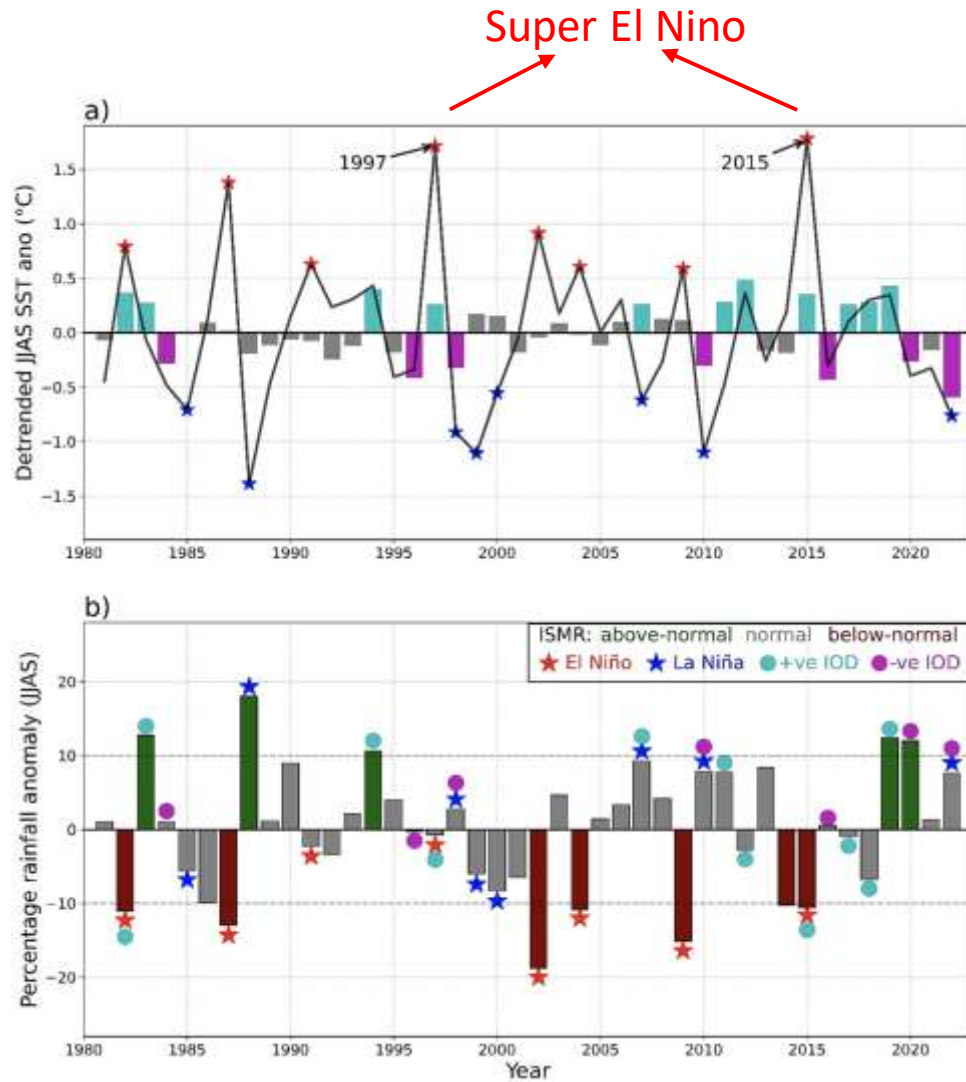 Super El Nino
a)
1997
2015
Detrended JJAS SST ano (°C)
1.5
1.0
0.5
0.0
−0.5
−1.0
−1.5
1980 1985 1990 1995 2000 2005 2010 2015 2020
b)
ISMR: above-normal normal below-normal
El Niño La Niña +ve IOD -ve IOD
Percentage rainfall anomaly (JJAS)
20
10
0
−10
−20
1980 1985 1990 1995 2000 2005 2010 2015 2020
Year